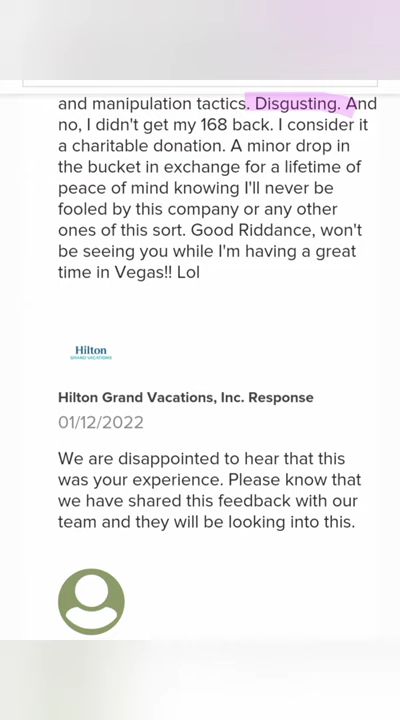 and manipulation tactics. Disgusting. And
no, I didn't get my 168 back. I consider it
a charitable donation. A minor drop in
the bucket in exchange for a lifetime of
peace of mind knowing I'll never be
fooled by this company or any other
ones of this sort. Good Riddance, won't
be seeing you while I'm having a great
time in Vegas!! Lol
Hilton
GRAND VACATIONS
Hilton Grand Vacations, Inc. Response
01/12/2022
We are disappointed to hear that this
was your experience. Please know that
we have shared this feedback with our
team and they will be looking into this.